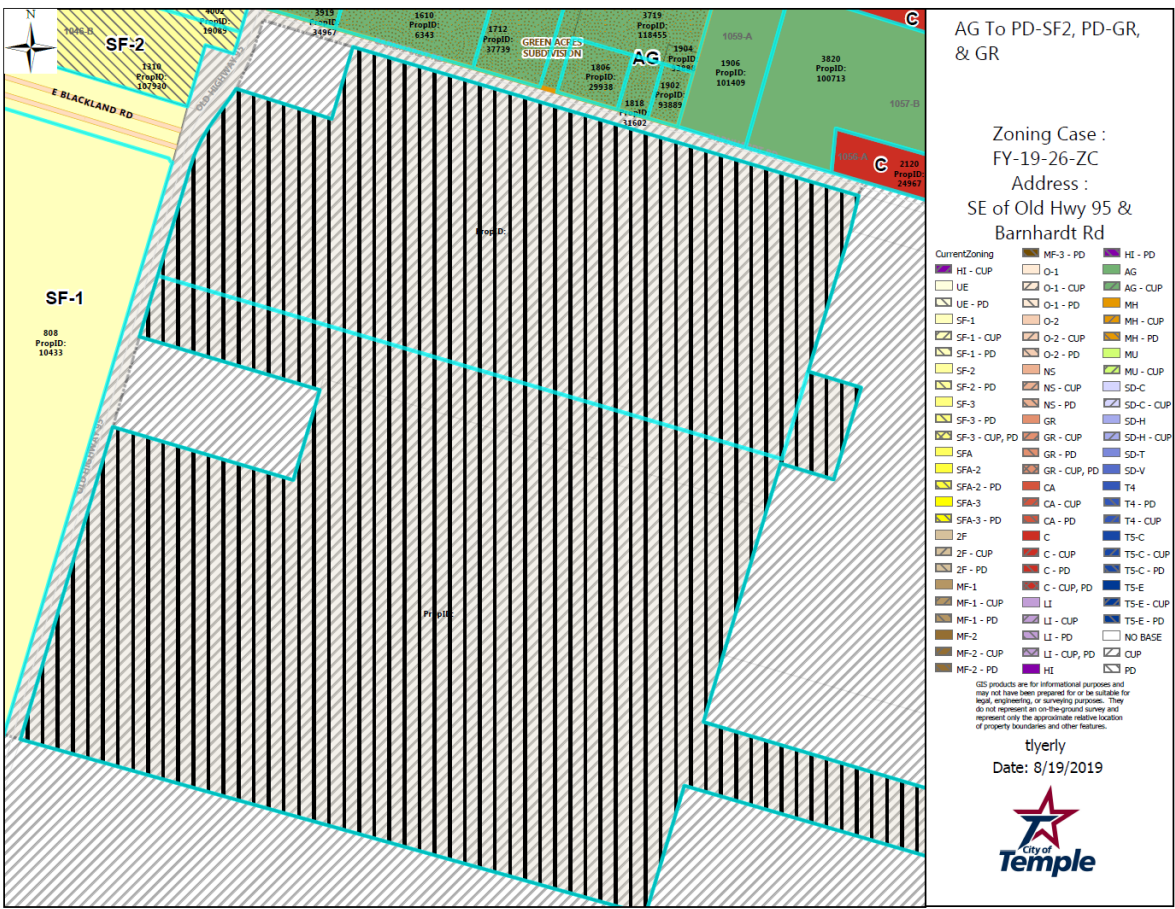 N
1046-B
SF-2
4002
PropID:
19089
1310
PropID:
107930
E BLACKLAND RD
OLD HIGHWAY 95
3919
PropID:
34967
1610
PropID:
6343
1712
PropID:
37739
GREEN ACRES
SUBDIVISION
3719
PropID:
118455
AG
1904
PropID:
1806
PropID:
29938
1902
PropID:
93889
1818
PropID:
31602
1059-A
1906
PropID:
101409
3820
PropID:
100713
C
1057-B
1056-A
C
2120
PropID:
24967
SF-1
808
PropID:
10433
OLD HIGHWAY 95
PropID:
PropID:
AG To PD-SF2, PD-GR,
& GR
Zoning Case :
FY-19-26-ZC
Address :
SE of Old Hwy 95 &
Barnhardt Rd
CurrentZoning
HI - CUP
UE
UE - PD
SF-1
SF-1 - CUP
SF-1 - PD
SF-2
SF-2 - PD
SF-3
SF-3 - PD
SF-3 - CUP, PD
SFA
SFA-2
SFA-2 - PD
SFA-3
SFA-3 - PD
2F
2F - CUP
2F - PD
MF-1
MF-1 - CUP
MF-1 - PD
MF-2
MF-2 - CUP
MF-2 - PD
MF-3 - PD
O-1
O-1 - CUP
O-1 - PD
O-2
O-2 - CUP
O-2 - PD
NS
NS - CUP
NS - PD
GR
GR - CUP
GR - PD
GR - CUP, PD
CA
CA - CUP
CA - PD
C
C - CUP
C - PD
C - CUP, PD
LI
LI - CUP
LI - PD
LI - CUP, PD
HI
HI - PD
AG
AG - CUP
MH
MH - CUP
MH - PD
MU
MU - CUP
SD-C
SD-C - CUP
SD-H
SD-H - CUP
SD-T
SD-V
T4
T4 - PD
T4 - CUP
T5-C
T5-C - CUP
T5-C - PD
T5-E
T5-E - CUP
T5-E - PD
NO BASE
CUP
PD
GIS products are for informational purposes and
may not have been prepared for or be suitable for
legal, engineering, or surveying purposes. They
do not represent an on-the-ground survey and
represent only the approximate relative location
of property boundaries and other features.
tlyerly
Date: 8/19/2019
City of
Temple